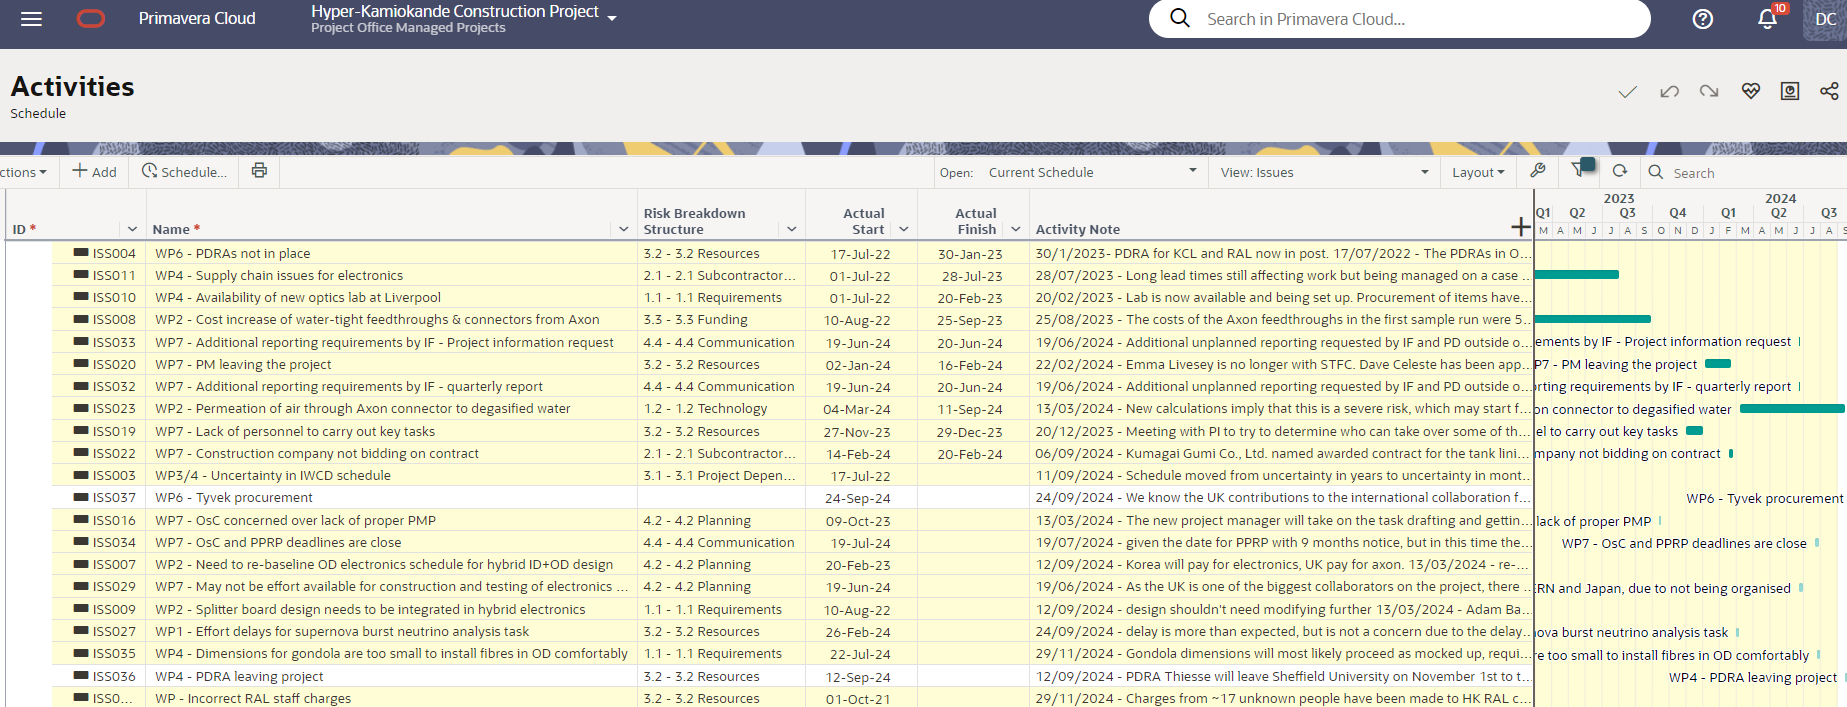 Primavera Cloud
Hyper-Kamiokande Construction Project
Project Office Managed Projects
Search in Primavera Cloud...
10
DC
Activities
Schedule
ctions
Add
Schedule...
Open: Current Schedule
View: Issues
Layout
Search
ID *
Name *
Risk Breakdown Structure
Actual Start
Actual Finish
Activity Note
2023 2024
Q1 Q2 Q3 Q4 Q1 Q2 Q3
M A M J J A S O N D J F M A M J J A S
ISS004 WP6 - PDRAs not in place 3.2 - 3.2 Resources 17-Jul-22 30-Jan-23 30/1/2023- PDRA for KCL and RAL now in post. 17/07/2022 - The PDRAs in O...
ISS011 WP4 - Supply chain issues for electronics 2.1 - 2.1 Subcontractor... 01-Jul-22 28-Jul-23 28/07/2023 - Long lead times still affecting work but being managed on a case ...
ISS010 WP4 - Availability of new optics lab at Liverpool 1.1 - 1.1 Requirements 01-Jul-22 20-Feb-23 20/02/2023 - Lab is now available and being set up. Procurement of items have...
ISS008 WP2 - Cost increase of water-tight feedthroughs & connectors from Axon 3.3 - 3.3 Funding 10-Aug-22 25-Sep-23 25/08/2023 - The costs of the Axon feedthroughs in the first sample run were 5...
ISS033 WP7 - Additional reporting requirements by IF - Project information request 4.4 - 4.4 Communication 19-Jun-24 20-Jun-24 19/06/2024 - Additional unplanned reporting requested by IF and PD outside o... ements by IF - Project information request
ISS020 WP7 - PM leaving the project 3.2 - 3.2 Resources 02-Jan-24 16-Feb-24 22/02/2024 - Emma Livesey is no longer with STFC. Dave Celeste has been app... P7 - PM leaving the project
ISS032 WP7 - Additional reporting requirements by IF - quarterly report 4.4 - 4.4 Communication 19-Jun-24 20-Jun-24 19/06/2024 - Additional unplanned reporting requested by IF and PD outside o... rting requirements by IF - quarterly report
ISS023 WP2 - Permeation of air through Axon connector to degasified water 1.2 - 1.2 Technology 04-Mar-24 11-Sep-24 13/03/2024 - New calculations imply that this is a severe risk, which may start f... on connector to degasified water
ISS019 WP7 - Lack of personnel to carry out key tasks 3.2 - 3.2 Resources 27-Nov-23 29-Dec-23 20/12/2023 - Meeting with PI to try to determine who can take over some of th... el to carry out key tasks
ISS022 WP7 - Construction company not bidding on contract 2.1 - 2.1 Subcontractor... 14-Feb-24 20-Feb-24 06/09/2024 - Kumagai Gumi Co., Ltd. named awarded contract for the tank lini... mpany not bidding on contract
ISS003 WP3/4 - Uncertainty in IWCD schedule 3.1 - 3.1 Project Depen... 17-Jul-22 11/09/2024 - Schedule moved from uncertainty in years to uncertainty in mont...
ISS037 WP6 - Tyvek procurement 24-Sep-24 24/09/2024 - We know the UK contributions to the international collaboration f... WP6 - Tyvek procurement
ISS016 WP7 - OsC concerned over lack of proper PMP 4.2 - 4.2 Planning 09-Oct-23 13/03/2024 - The new project manager will take on the task drafting and gettin... lack of proper PMP
ISS034 WP7 - OsC and PPRP deadlines are close 4.4 - 4.4 Communication 19-Jul-24 19/07/2024 - given the date for PPRP with 9 months notice, but in this time the... WP7 - OsC and PPRP deadlines are close
ISS007 WP2 - Need to re-baseline OD electronics schedule for hybrid ID+OD design 4.2 - 4.2 Planning 20-Feb-23 12/09/2024 - Korea will pay for electronics, UK pay for axon. 13/03/2024 - re-...
ISS029 WP7 - May not be effort available for construction and testing of electronics ... 4.2 - 4.2 Planning 19-Jun-24 19/06/2024 - As the UK is one of the biggest collaborators on the project, there ... ERN and Japan, due to not being organised
ISS009 WP2 - Splitter board design needs to be integrated in hybrid electronics 1.1 - 1.1 Requirements 10-Aug-22 12/09/2024 - design shouldn't need modifying further 13/03/2024 - Adam Ba...
ISS027 WP1 - Effort delays for supernova burst neutrino analysis task 3.2 - 3.2 Resources 26-Feb-24 24/09/2024 - delay is more than expected, but is not a concern due to the delay... ova burst neutrino analysis task
ISS035 WP4 - Dimensions for gondola are too small to install fibres in OD comfortably 1.1 - 1.1 Requirements 22-Jul-24 29/11/2024 - Gondola dimensions will most likely proceed as mocked up, requi... re too small to install fibres in OD comfortably
ISS036 WP4 - PDRA leaving project 3.2 - 3.2 Resources 12-Sep-24 12/09/2024 - PDRA Thiesse will leave Sheffield University on November 1st to t... WP4 - PDRA leaving project
ISS0... WP - Incorrect RAL staff charges 3.2 - 3.2 Resources 01-Oct-21 29/11/2024 - Charges from ~17 unknown people have been made to HK RAL c...